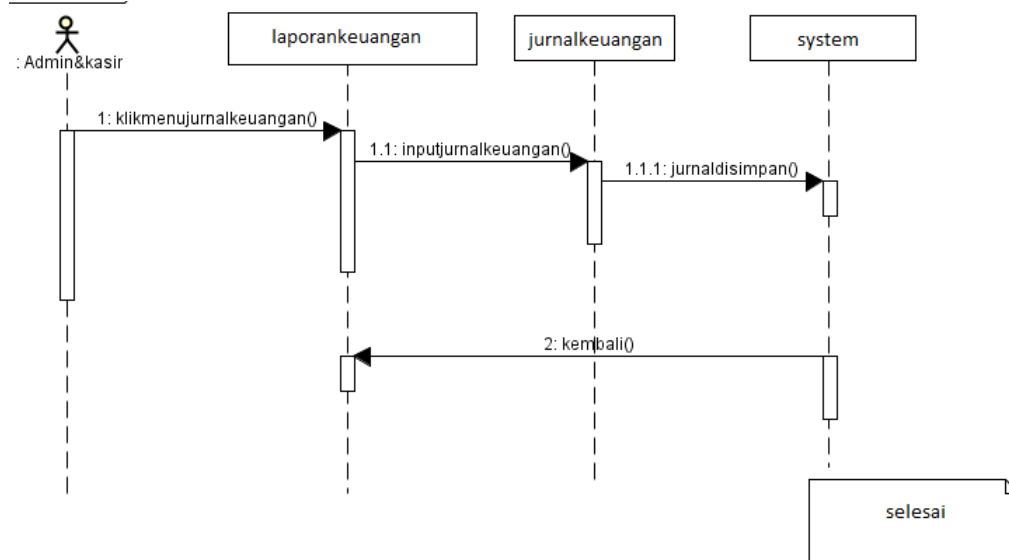 laporankeuangan
jurnalkeuangan
system
: Admin&kasir
1: klikmenujurnalkeuangan()
1.1: inputjurnalkeuangan()
1.1.1: jurnaldisimpan()
2: kembali()
selesai